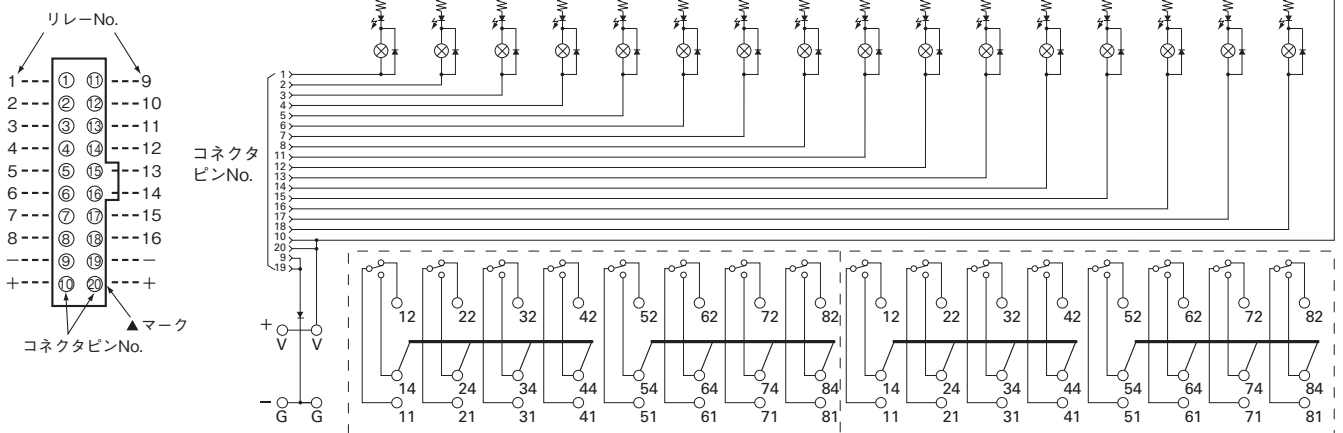 リレーNo.
1 ① ⑪ 9
2 ② ⑫ 10
3 ③ ⑬ 11
4 ④ ⑭ 12
5 ⑤ ⑮ 13
6 ⑥ ⑯ 14
7 ⑦ ⑰ 15
8 ⑧ ⑱ 16
− ⑨ ⑲ −
+ ⑩ ⑳ +
▲マーク
コネクタピンNo.
コネクタ
ピンNo.
1
2
3
4
5
6
7
8
11
12
13
14
15
16
17
18
10
20
9
19
+ V V
− G G
12 22 32 42 52 62 72 82 12 22 32 42 52 62 72 82
14 24 34 44 54 64 74 84 14 24 34 44 54 64 74 84
11 21 31 41 51 61 71 81 11 21 31 41 51 61 71 81